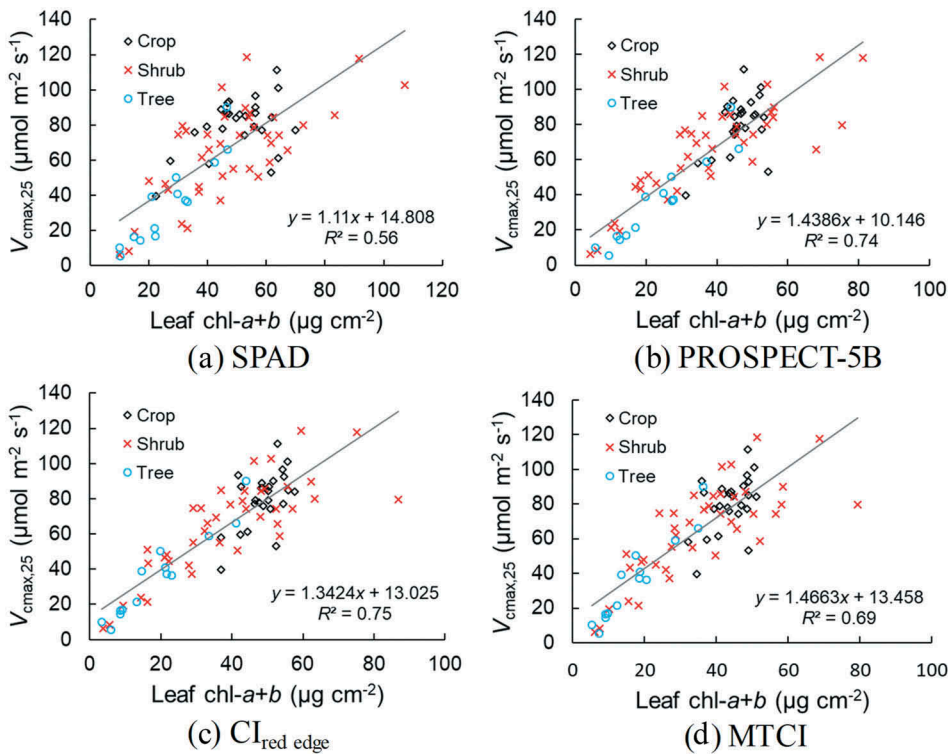 140
120
100
80
60
40
20
0
V_cmax,25 (μmol m⁻² s⁻¹)
Crop
Shrub
Tree
y = 1.11x + 14.808
R² = 0.56
0 20 40 60 80 100 120
Leaf chl-a+b (μg cm⁻²)
(a) SPAD
140
120
100
80
60
40
20
0
V_cmax,25 (μmol m⁻² s⁻¹)
Crop
Shrub
Tree
y = 1.4386x + 10.146
R² = 0.74
0 20 40 60 80 100
Leaf chl-a+b (μg cm⁻²)
(b) PROSPECT-5B
140
120
100
80
60
40
20
0
V_cmax,25 (μmol m⁻² s⁻¹)
Crop
Shrub
Tree
y = 1.3424x + 13.025
R² = 0.75
0 20 40 60 80 100
Leaf chl-a+b (μg cm⁻²)
(c) CI_red edge
140
120
100
80
60
40
20
0
V_cmax,25 (μmol m⁻² s⁻¹)
Crop
Shrub
Tree
y = 1.4663x + 13.458
R² = 0.69
0 20 40 60 80 100
Leaf chl-a+b (μg cm⁻²)
(d) MTCI